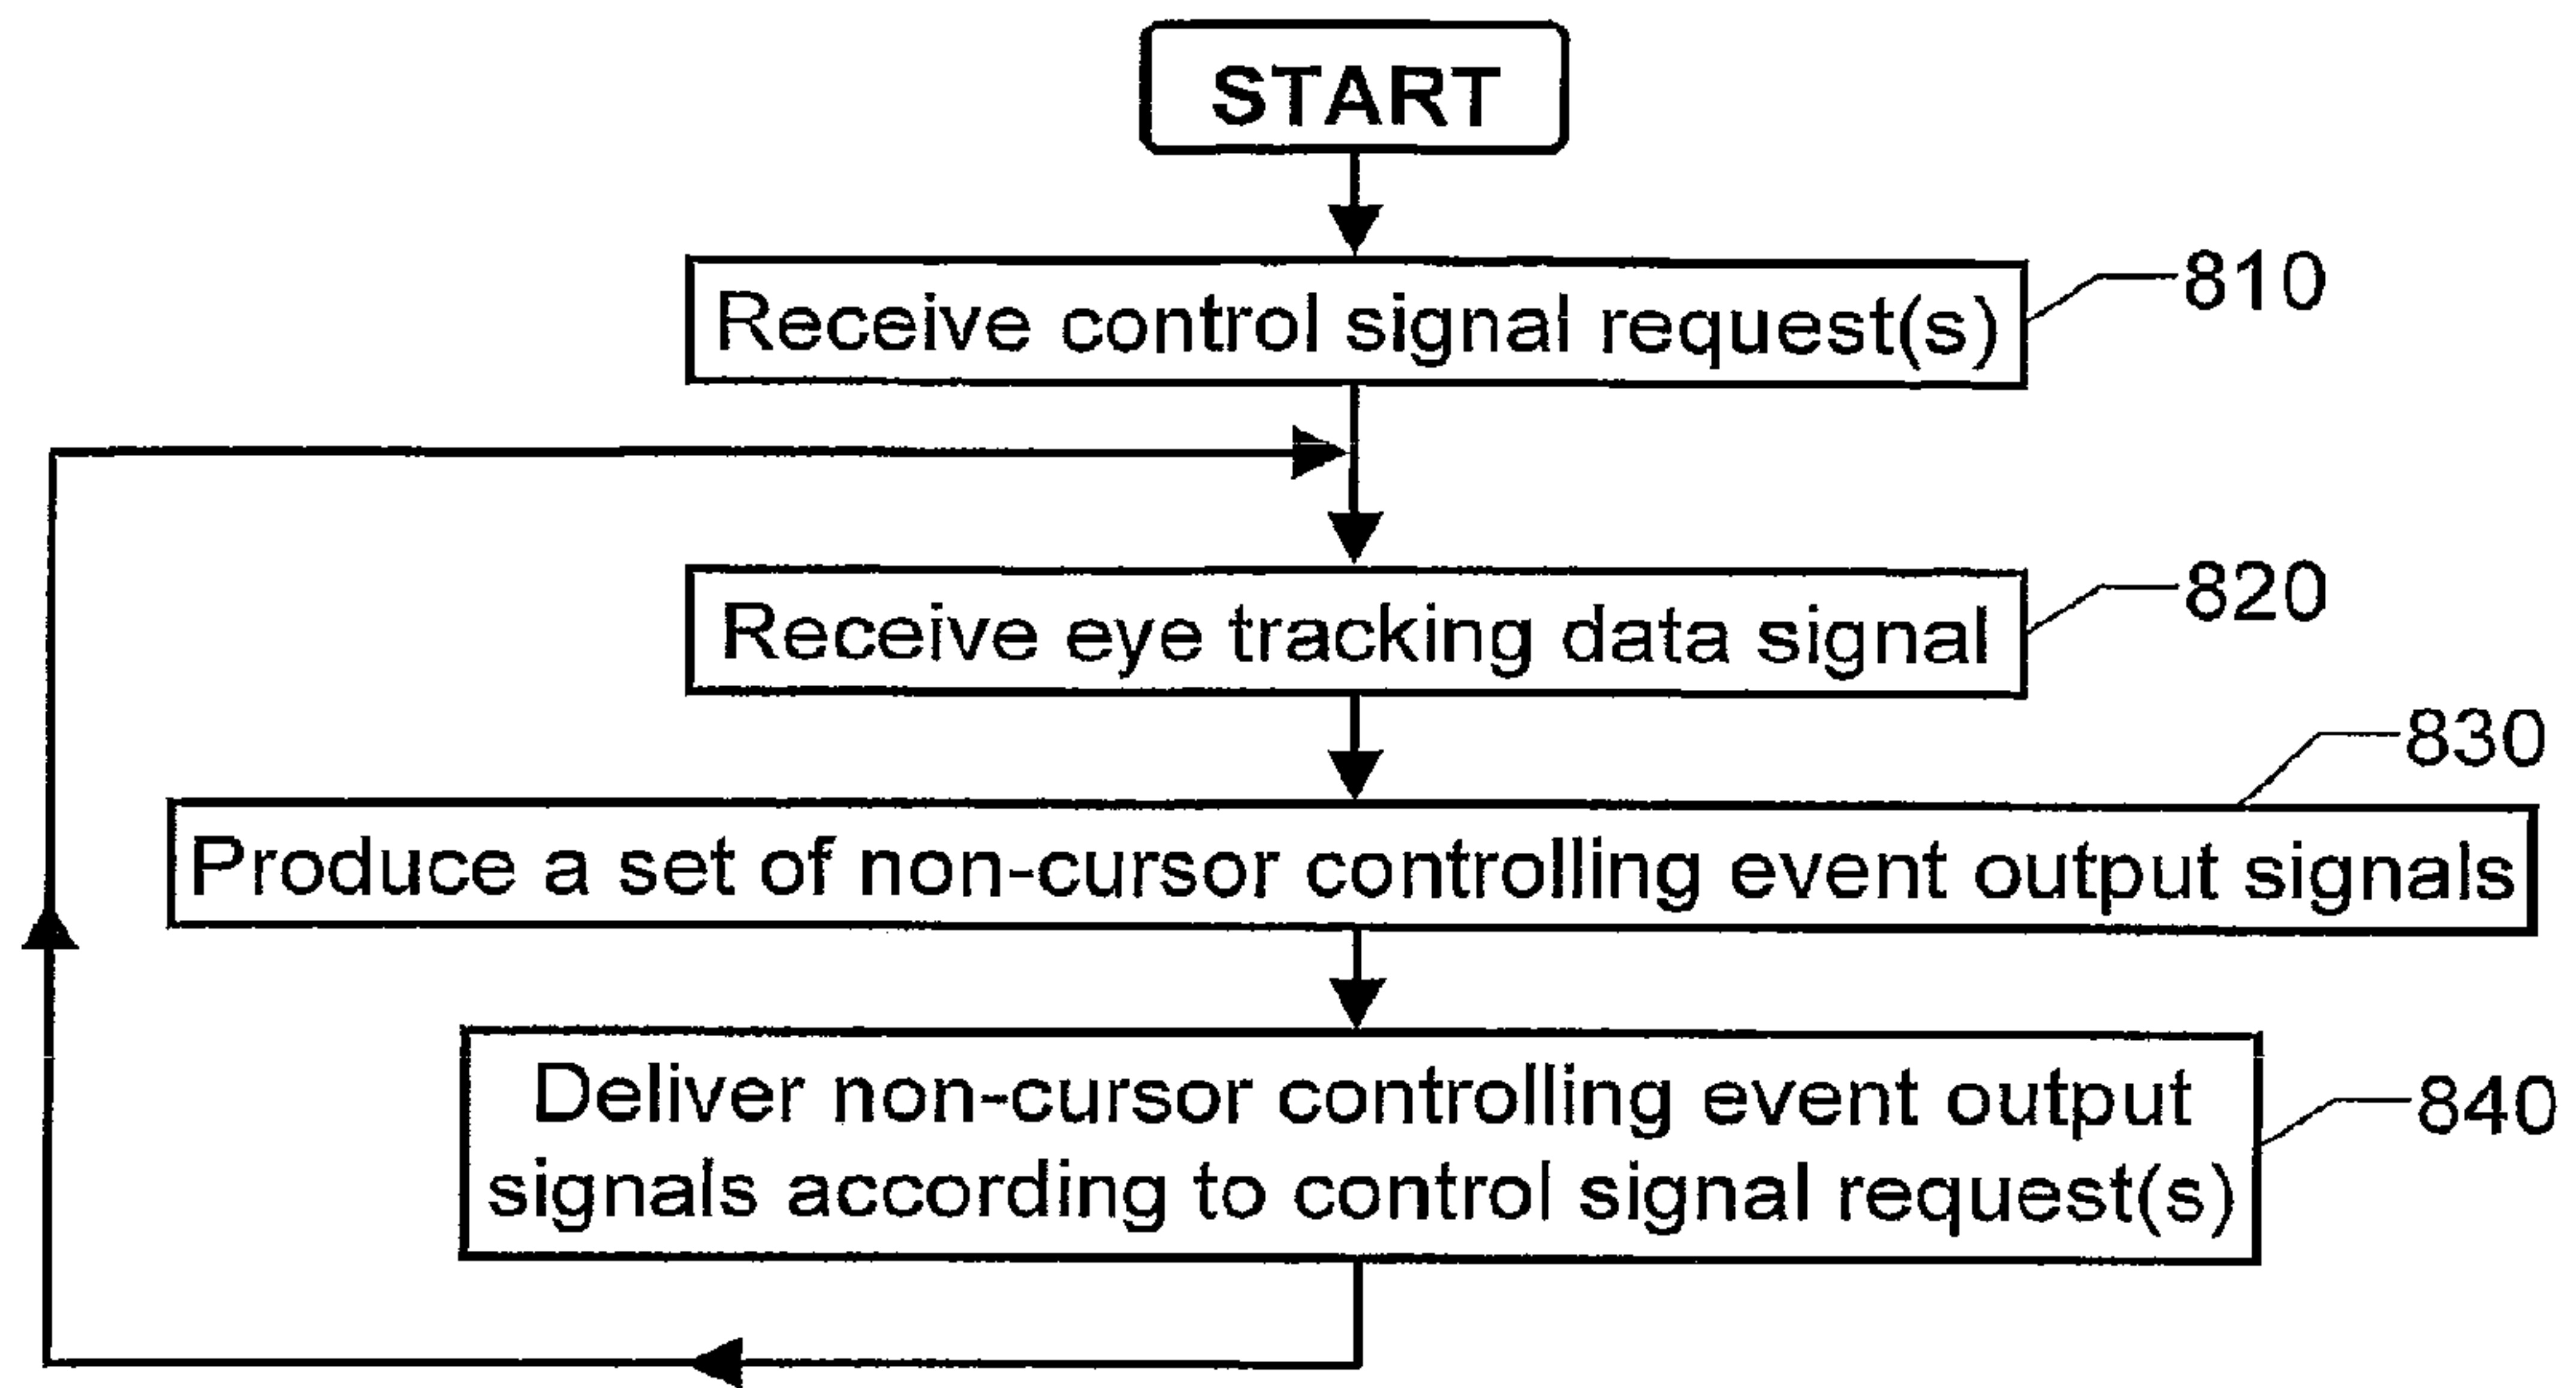 START
Receive control signal request(s)
810
Receive eye tracking data signal
820
830
Produce a set of non-cursor controlling event output signals
Deliver non-cursor controlling event output
signals according to control signal request(s)
840